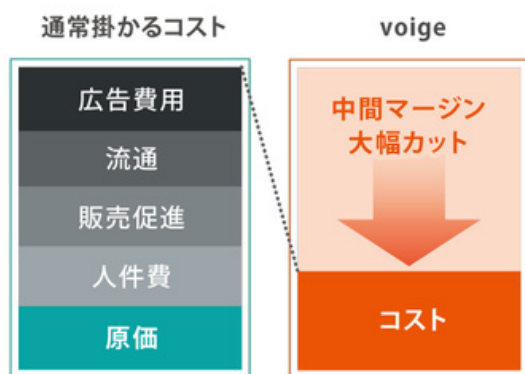 通常掛かるコスト
広告費用
流通
販売促進
人件費
原価
voige
中間マージン
大幅カット
コスト